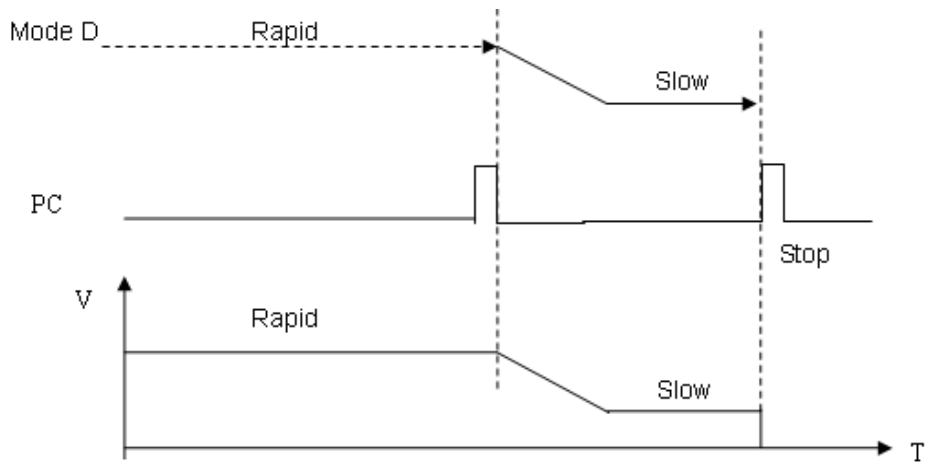 Mode D
Rapid
Slow
PC
Stop
V
Rapid
Slow
T